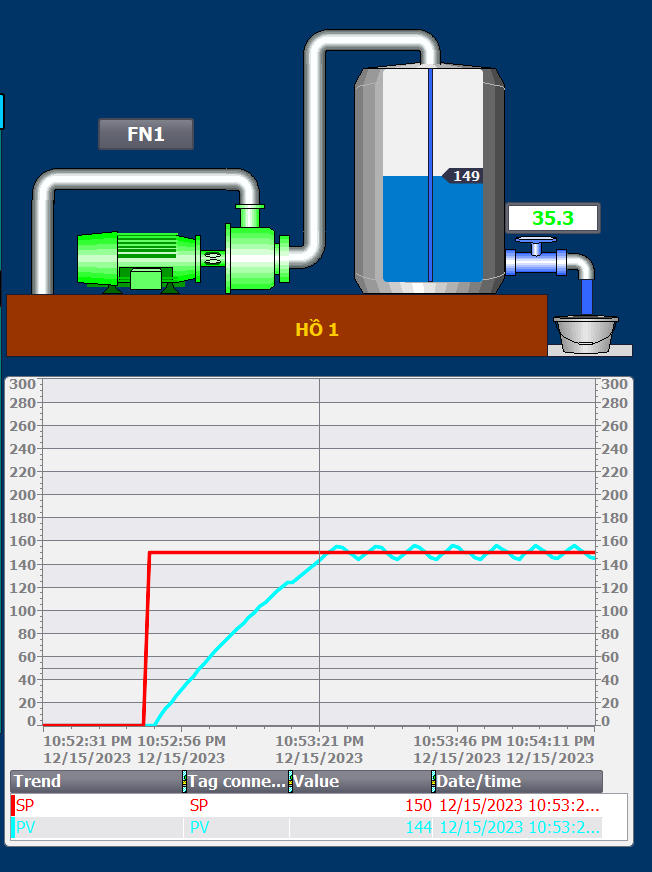 FN1
149
35.3
HỒ 1
300 300
280 280
260 260
240 240
220 220
200 200
180 180
160 160
140 140
120 120
100 100
80 80
60 60
40 40
20 20
0 0
10:52:31 PM 10:52:56 PM 10:53:21 PM 10:53:46 PM 10:54:11 PM
12/15/2023 12/15/2023 12/15/2023 12/15/2023 12/15/2023
Trend Tag conne... Value Date/time
SP SP 150 12/15/2023 10:53:2...
PV PV 144 12/15/2023 10:53:2...